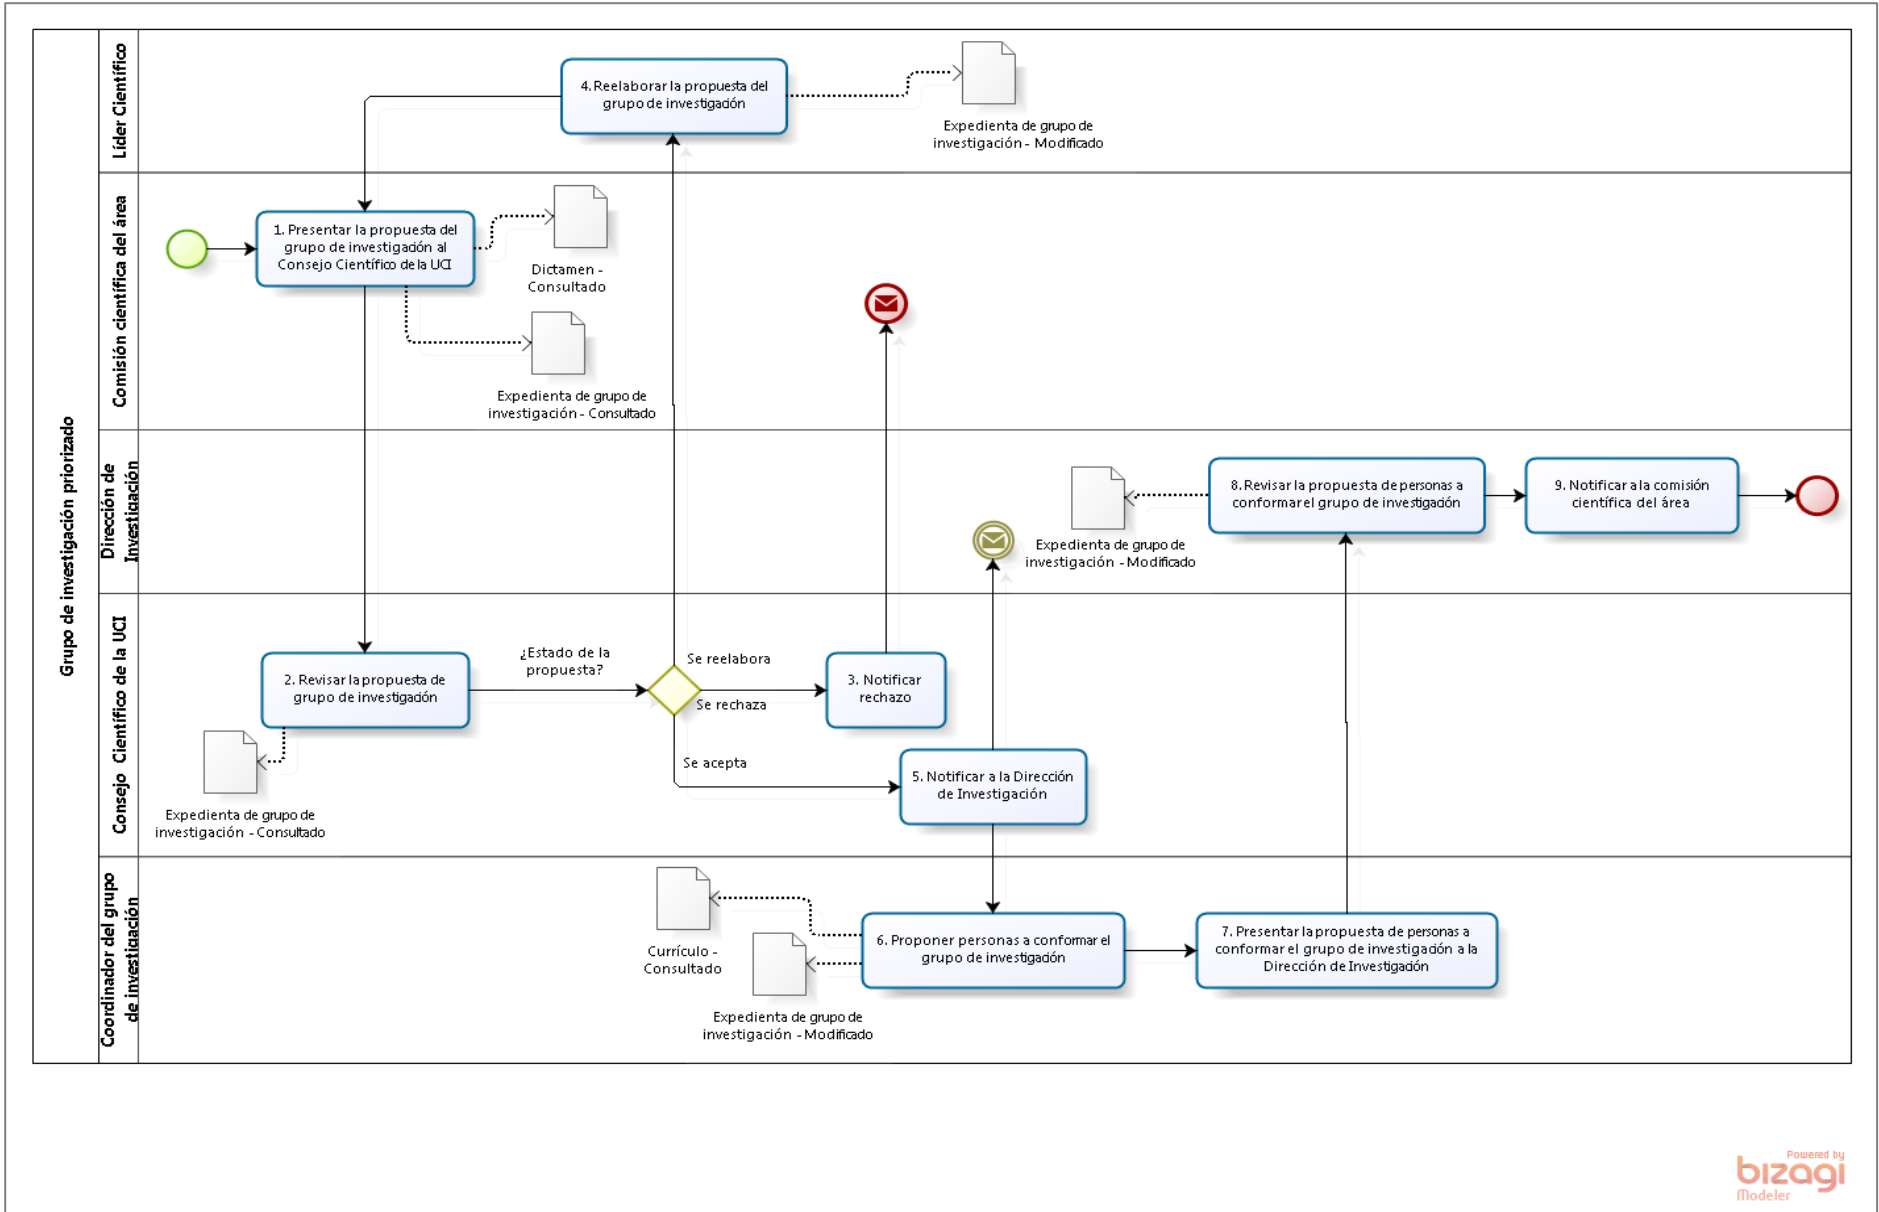 Grupo de investigación priorizado
Líder Científico
4. Reelaborar la propuesta del
grupo de investigación
Expedienta de grupo de
investigación - Modificado
Comisión científica del área
1. Presentar la propuesta del
grupo de investigación al
Consejo Científico de la UCI
Dictamen -
Consultado
Expedienta de grupo de
investigación - Consultado
Dirección de
Investigación
Expedienta de grupo de
investigación - Modificado
8. Revisar la propuesta de personas a
conformar el grupo de investigación
9. Notificar a la comisión
científica del área
Consejo Científico de la UCI
2. Revisar la propuesta de
grupo de investigación
Expedienta de grupo de
investigación - Consultado
¿Estado de la
propuesta?
Se reelabora
Se rechaza
Se acepta
3. Notificar
rechazo
5. Notificar a la Dirección
de Investigación
Coordinador del grupo
de investigación
Currículo -
Consultado
Expedienta de grupo de
investigación - Modificado
6. Proponer personas a conformar el
grupo de investigación
7. Presentar la propuesta de personas a
conformar el grupo de investigación a la
Dirección de Investigación
Powered by
bizagi
Modeler